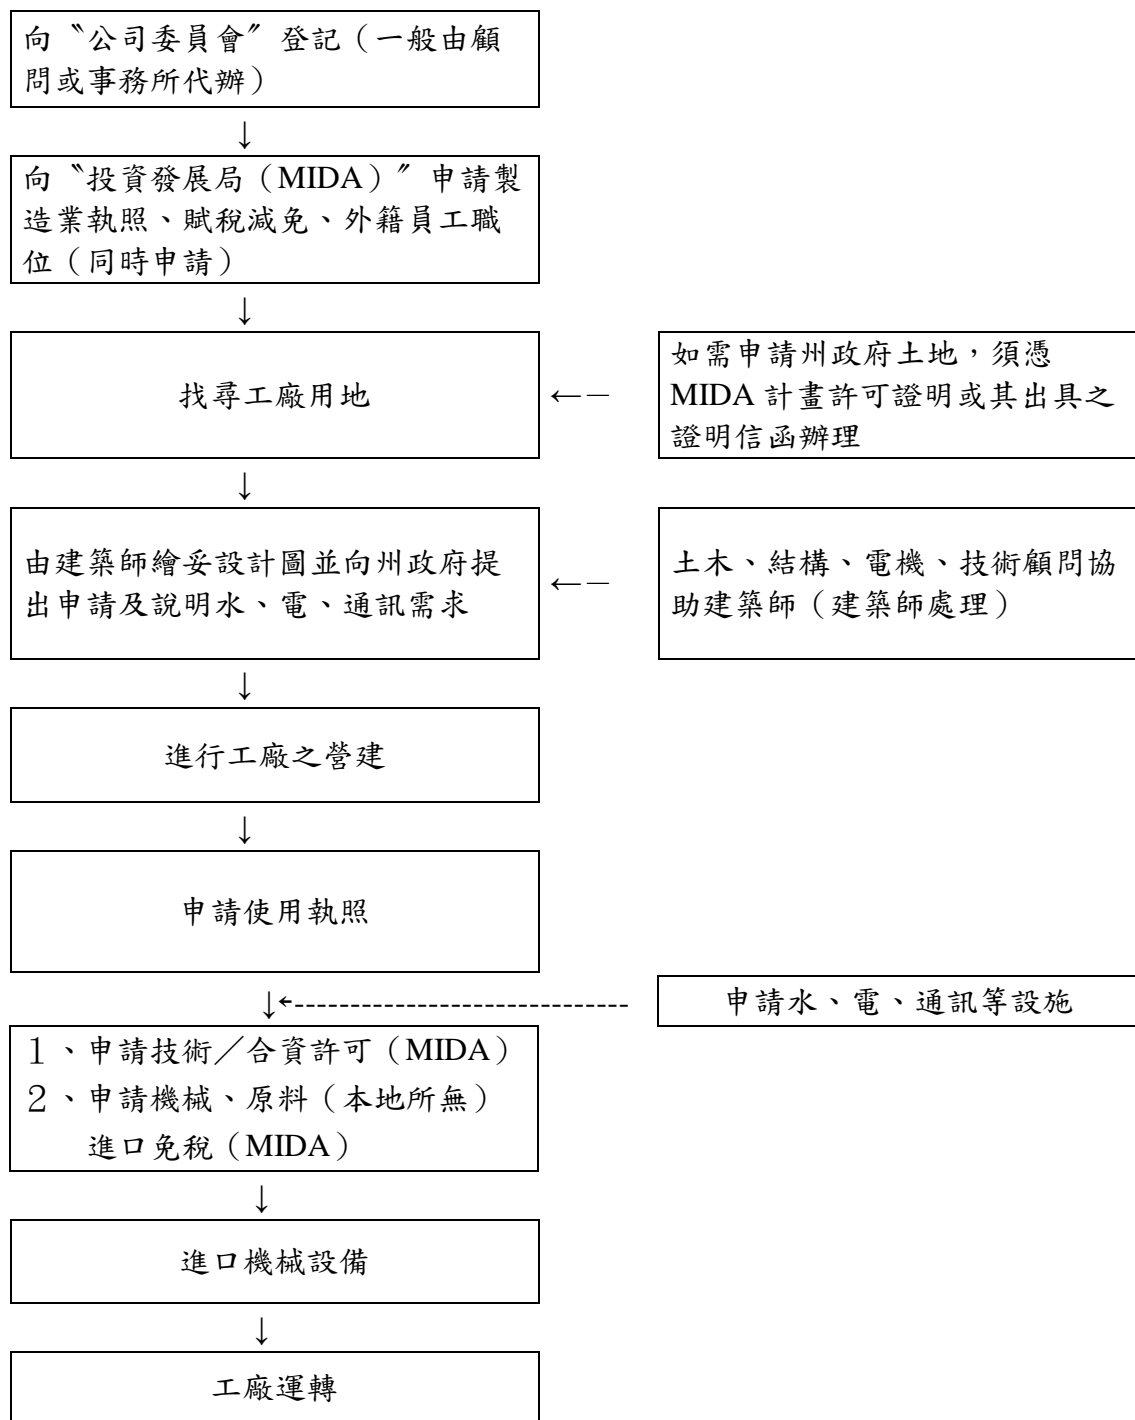 向〝公司委員會〞登記（一般由顧
問或事務所代辦）
↓
向〝投資發展局（MIDA）〞申請製
造業執照、賦稅減免、外籍員工職
位（同時申請）
↓
找尋工廠用地
←－
如需申請州政府土地，須憑
MIDA 計畫許可證明或其出具之
證明信函辦理
↓
由建築師繪妥設計圖並向州政府提
出申請及說明水、電、通訊需求
←－
土木、結構、電機、技術顧問協
助建築師（建築師處理）
↓
進行工廠之營建
↓
申請使用執照
↓←------------------------------
申請水、電、通訊等設施
１、申請技術／合資許可（MIDA）
２、申請機械、原料（本地所無）
進口免稅（MIDA）
↓
進口機械設備
↓
工廠運轉